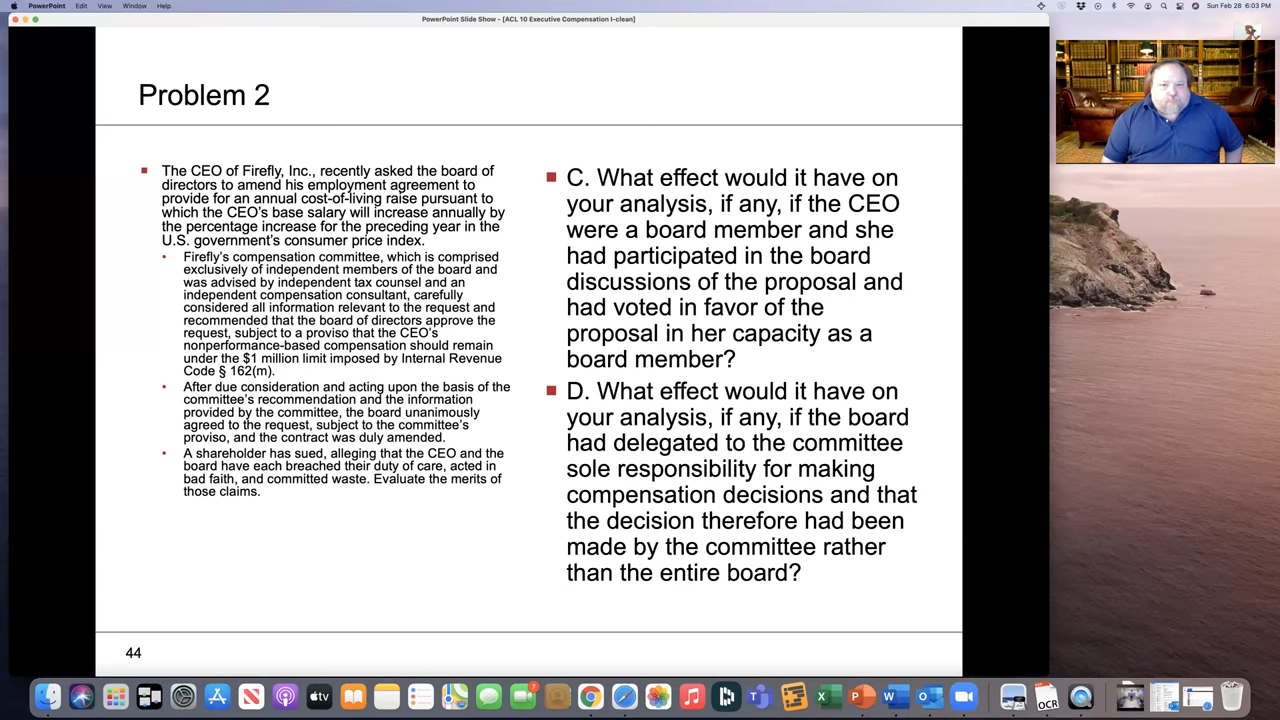 PowerPoint Edit View Window Help
Sun Feb 28 6:03 PM
PowerPoint Slide Show - [ACL 10 Executive Compensation I-clean]
Problem 2
The CEO of Firefly, Inc., recently asked the board of
directors to amend his employment agreement to
provide for an annual cost-of-living raise pursuant to
which the CEO's base salary will increase annually by
the percentage increase for the preceding year in the
U.S. government's consumer price index.
Firefly's compensation committee, which is comprised
exclusively of independent members of the board and
was advised by independent tax counsel and an
independent compensation consultant, carefully
considered all information relevant to the request and
recommended that the board of directors approve the
request, subject to a proviso that the CEO's
nonperformance-based compensation should remain
under the $1 million limit imposed by Internal Revenue
Code § 162(m).
After due consideration and acting upon the basis of the
committee's recommendation and the information
provided by the committee, the board unanimously
agreed to the request, subject to the committee's
proviso, and the contract was duly amended.
A shareholder has sued, alleging that the CEO and the
board have each breached their duty of care, acted in
bad faith, and committed waste. Evaluate the merits of
those claims.
C. What effect would it have on
your analysis, if any, if the CEO
were a board member and she
had participated in the board
discussions of the proposal and
had voted in favor of the
proposal in her capacity as a
board member?
D. What effect would it have on
your analysis, if any, if the board
had delegated to the committee
sole responsibility for making
compensation decisions and that
the decision therefore had been
made by the committee rather
than the entire board?
44
tv
7
OCR